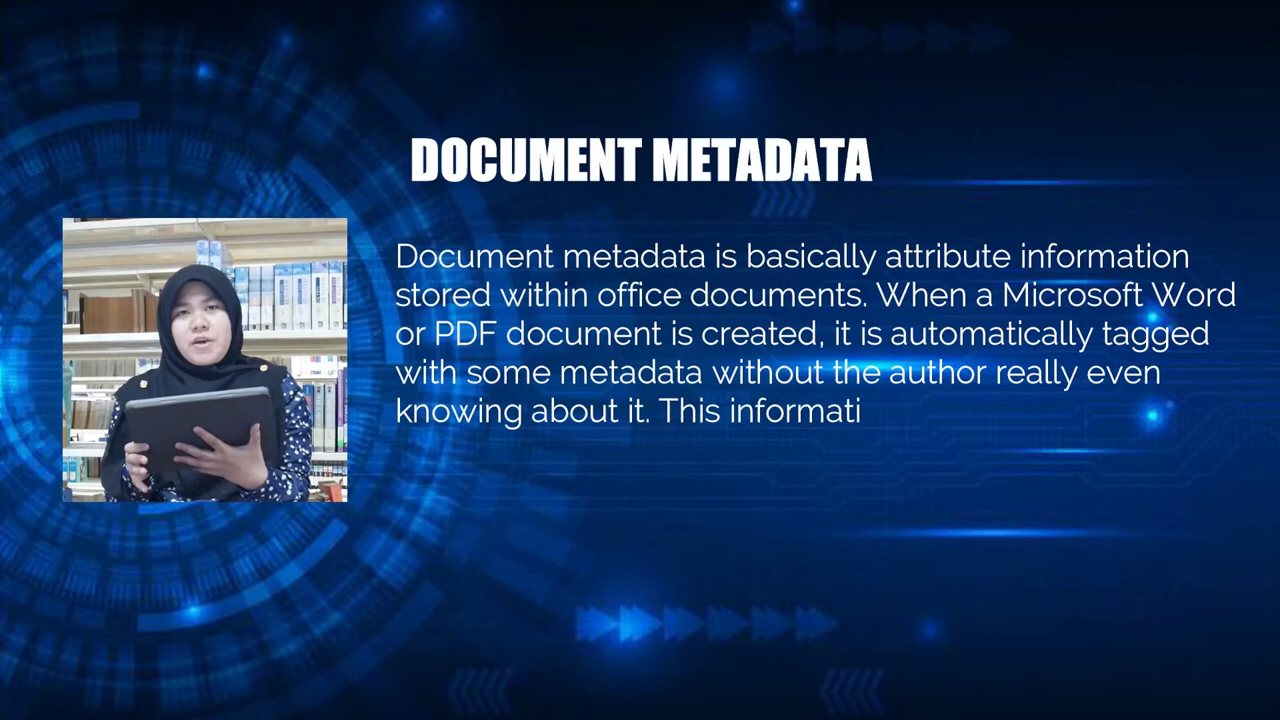 DOCUMENT METADATA
Document metadata is basically attribute information
stored within office documents. When a Microsoft Word
or PDF document is created, it is automatically tagged
with some metadata without the author really even
knowing about it. This informati